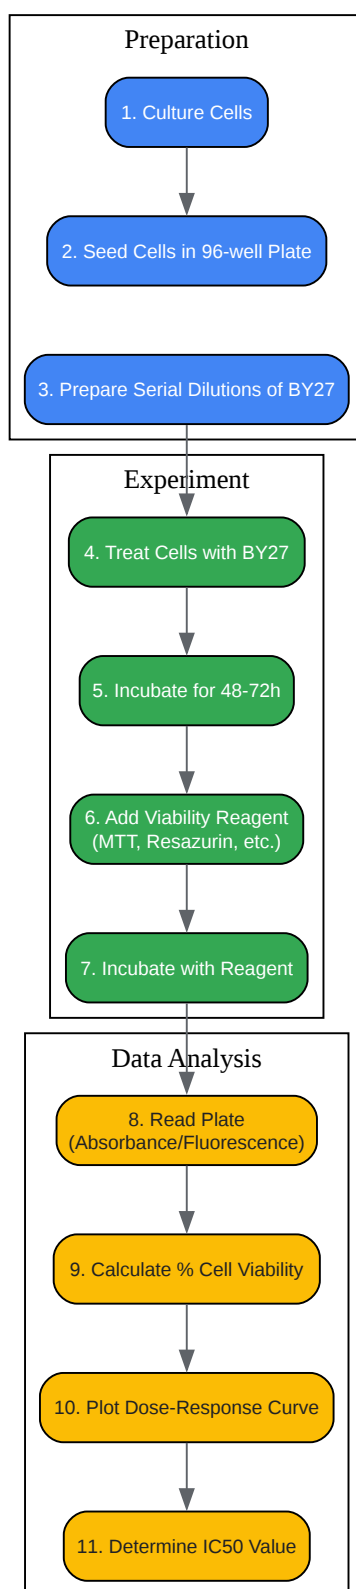 Preparation
1. Culture Cells
2. Seed Cells in 96-well Plate
3. Prepare Serial Dilutions of BY27
Experiment
4. Treat Cells with BY27
5. Incubate for 48-72h
6. Add Viability Reagent
(MTT, Resazurin, etc.)
7. Incubate with Reagent
Data Analysis
8. Read Plate
(Absorbance/Fluorescence)
9. Calculate % Cell Viability
10. Plot Dose-Response Curve
11. Determine IC50 Value